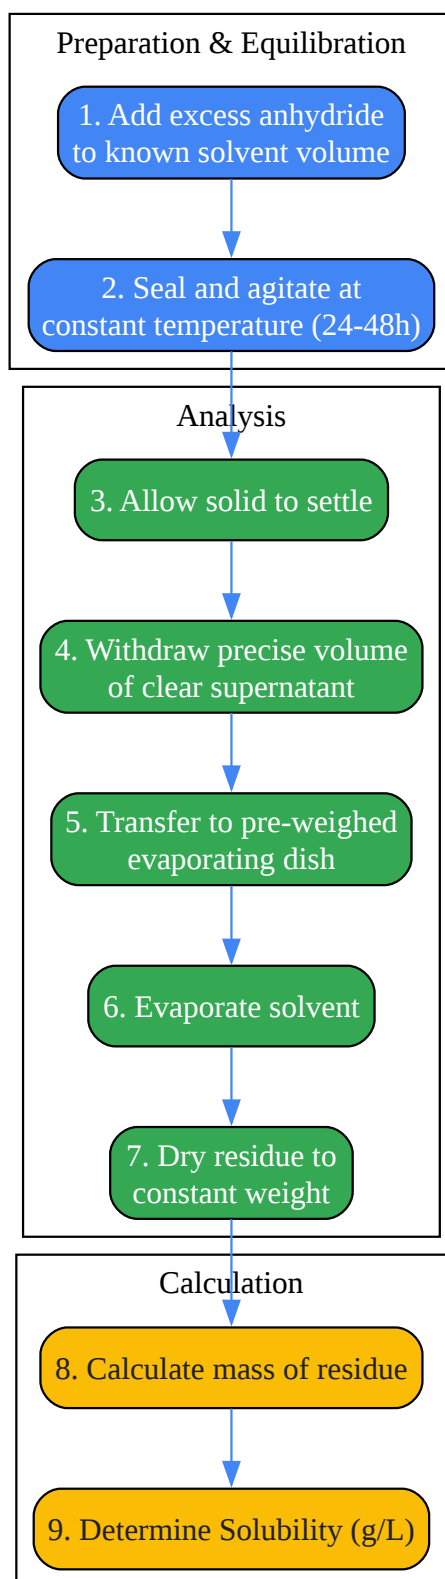 Preparation & Equilibration
1. Add excess anhydride
to known solvent volume
2. Seal and agitate at
constant temperature (24-48h)
Analysis
3. Allow solid to settle
4. Withdraw precise volume
of clear supernatant
5. Transfer to pre-weighed
evaporating dish
6. Evaporate solvent
7. Dry residue to
constant weight
Calculation
8. Calculate mass of residue
9. Determine Solubility (g/L)